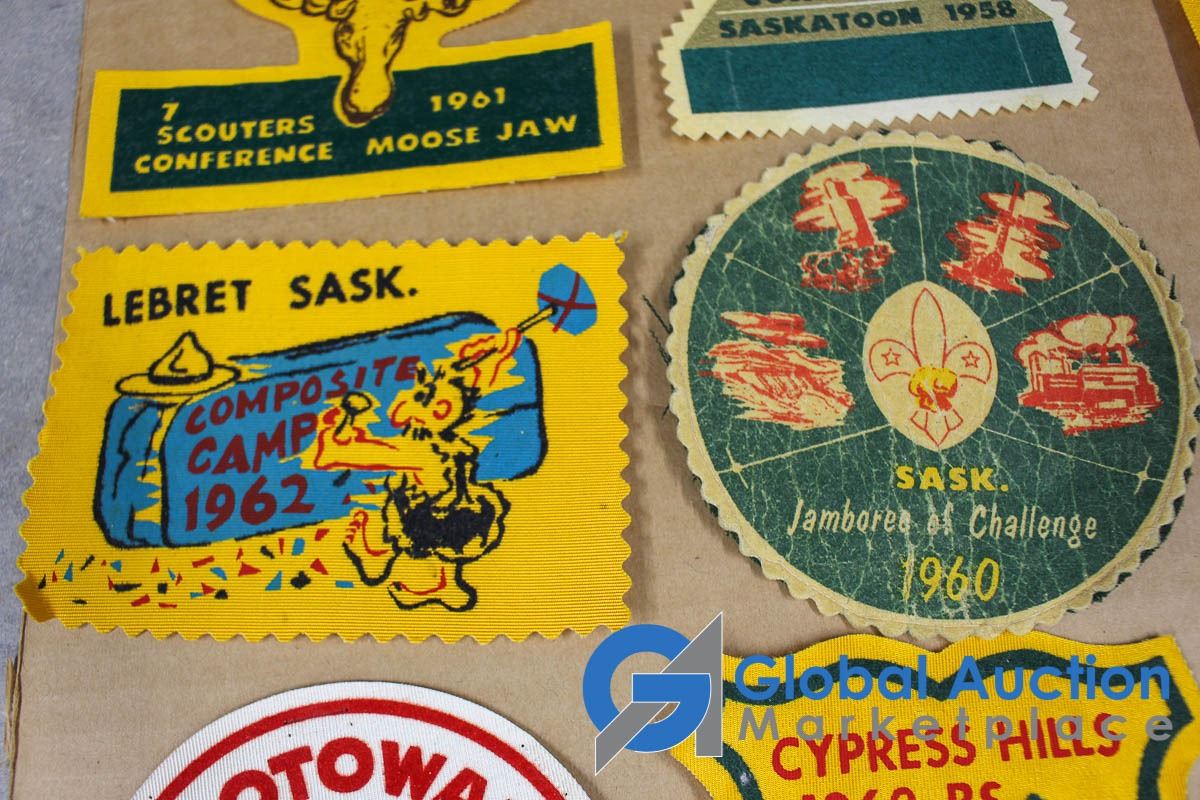 SASKATOON 1958
7 1961
SCOUTERS
CONFERENCE MOOSE JAW
LEBRET SASK.
COMPOSITE
CAMP
1962
SASK.
Jamboree of Challenge
1960
Global Auction
Marketplace
CYPRESS HILLS